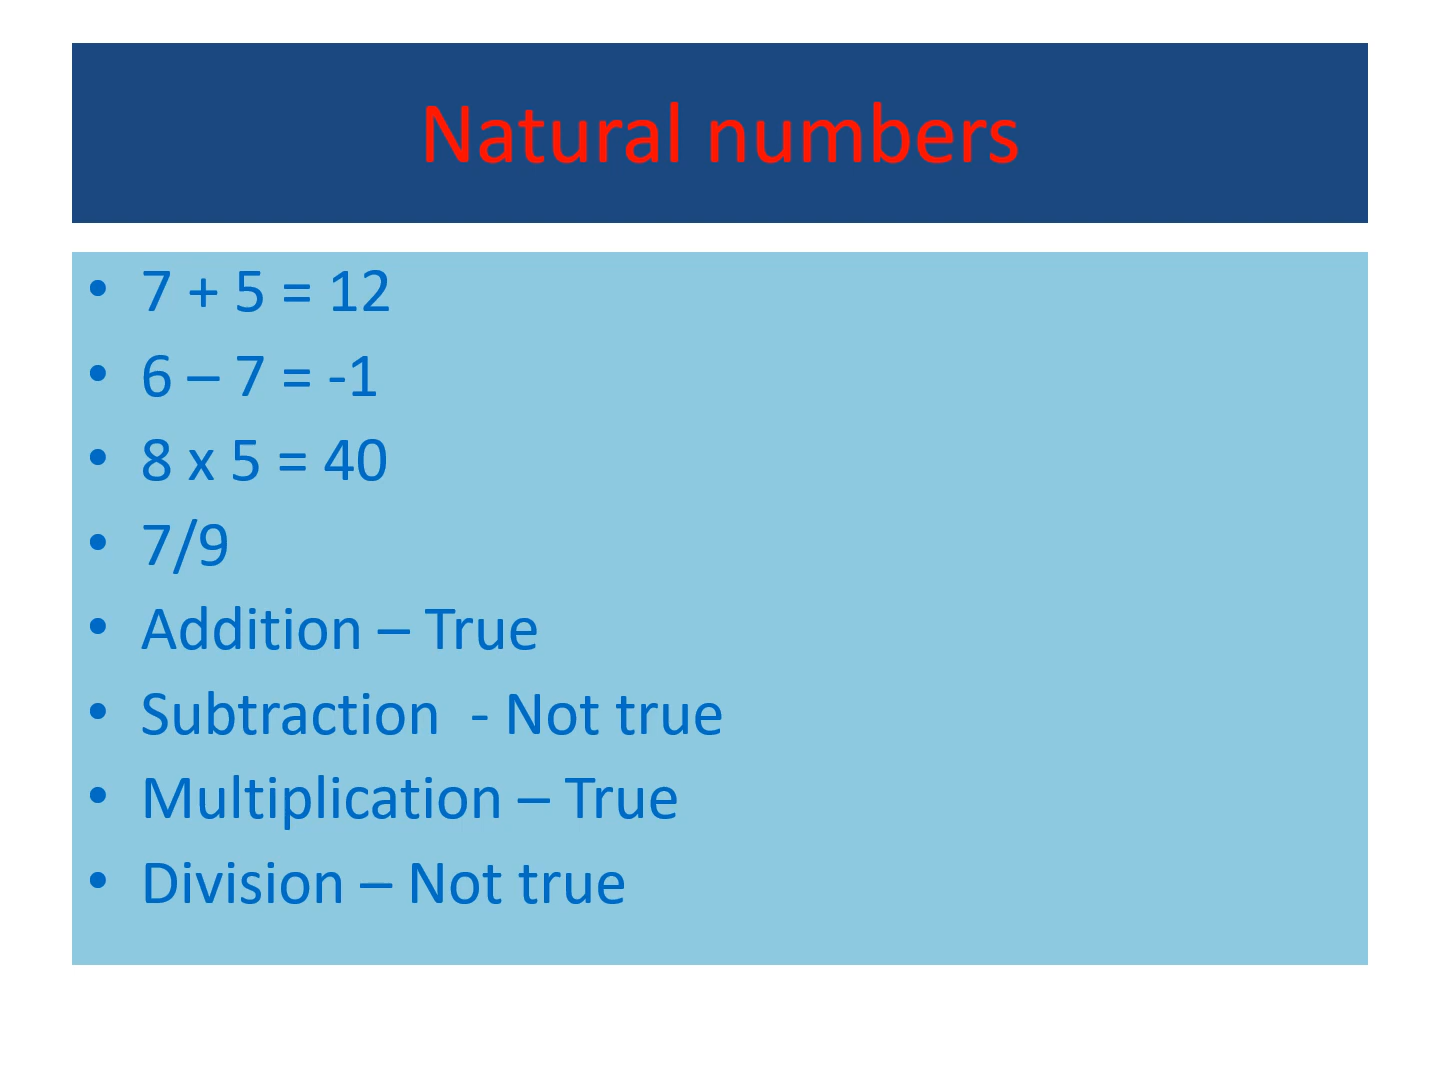 Natural numbers
• 7 + 5 = 12
• 6 – 7 = -1
• 8 x 5 = 40
• 7/9
• Addition – True
• Subtraction  - Not true
• Multiplication – True
• Division – Not true